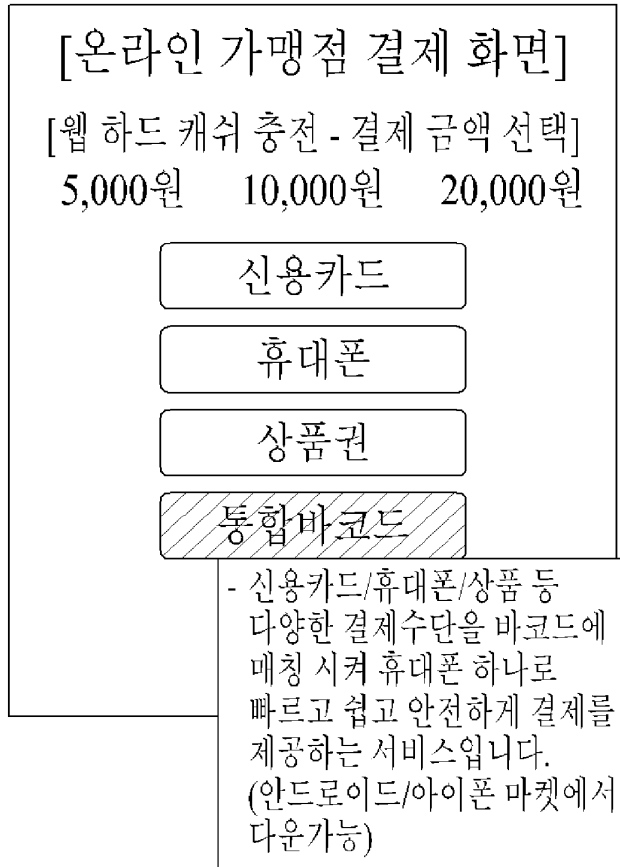 [온라인 가맹점 결제 화면]
[웹 하드 캐쉬 충전 - 결제 금액 선택]
5,000원 10,000원 20,000원
신용카드
휴대폰
상품권
통합바코드
- 신용카드/휴대폰/상품 등
다양한 결제수단을 바코드에
매칭 시켜 휴대폰 하나로
빠르고 쉽고 안전하게 결제를
제공하는 서비스입니다.
(안드로이드/아이폰 마켓에서
다운가능)